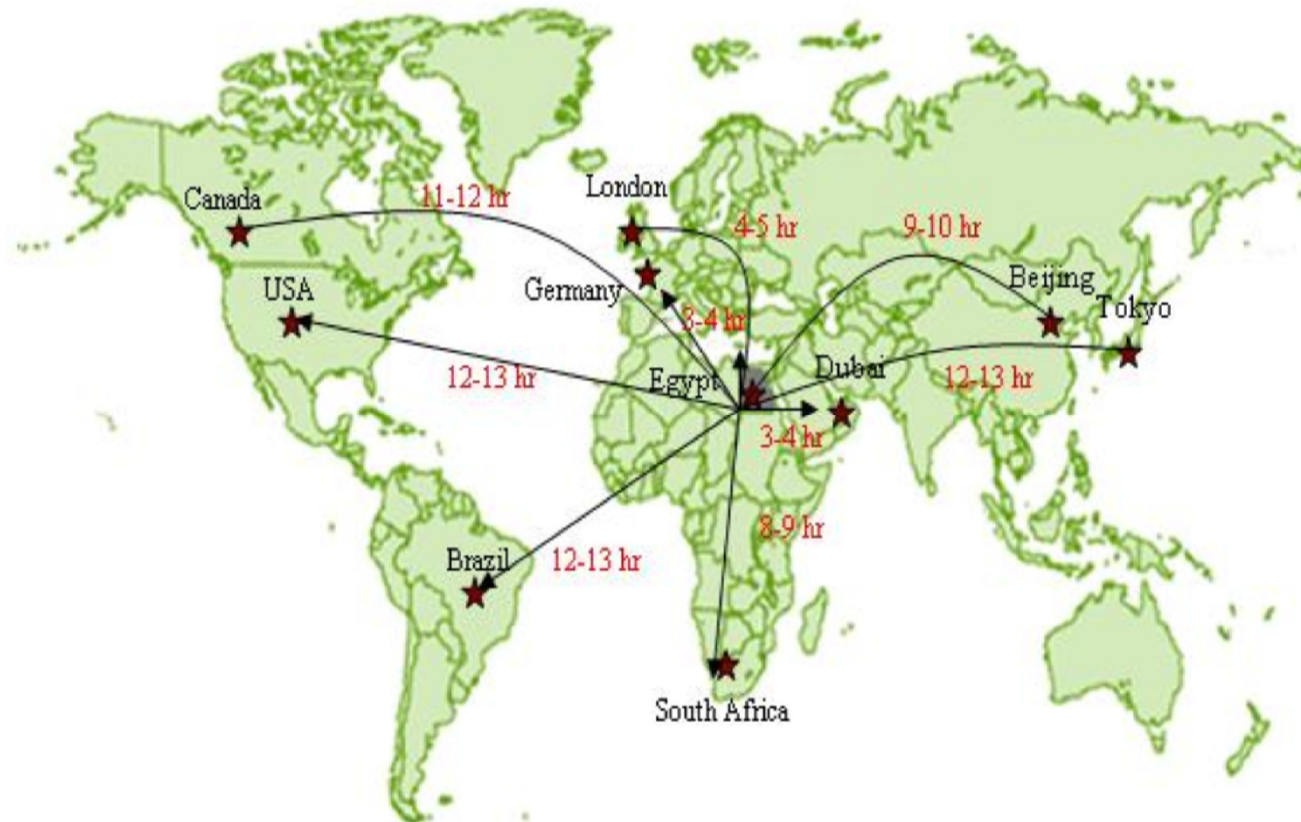 London
Canada
11-12 hr
4-5 hr
9-10 hr
Beijing
USA
Germany
Tokyo
3-4 hr
Dubai
Egypt
12-13 hr
12-13 hr
3-4 hr
8-9 hr
Brazil
12-13 hr
South Africa